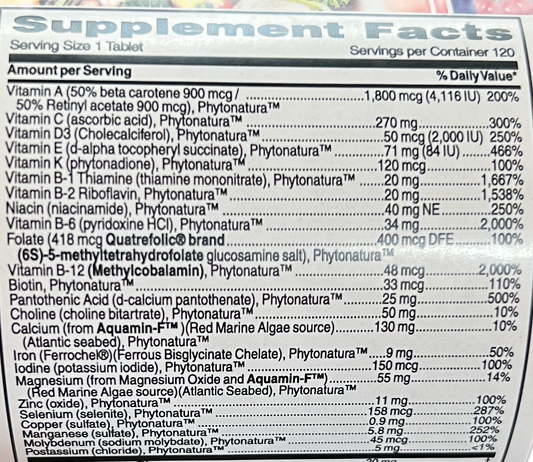 Supplement Facts
Serving Size 1 Tablet Servings per Container 120
Amount per Serving % Daily Value*
Vitamin A (50% beta carotene 900 mcg / ...1,800 mcg (4,116 IU) 200%
50% Retinyl acetate 900 mcg), Phytonatura™
Vitamin C (ascorbic acid), Phytonatura™...270 mg...300%
Vitamin D3 (Cholecalciferol), Phytonatura™...50 mcg (2,000 IU) 250%
Vitamin E (d-alpha tocopheryl succinate), Phytonatura™...71 mg (84 IU)...466%
Vitamin K (phytonadione), Phytonatura™...120 mcg...100%
Vitamin B-1 Thiamine (thiamine mononitrate), Phytonatura™...20 mg...1,667%
Vitamin B-2 Riboflavin, Phytonatura™...20 mg...1,538%
Niacin (niacinamide), Phytonatura™...40 mg NE...250%
Vitamin B-6 (pyridoxine HCl), Phytonatura™...34 mg...2,000%
Folate (418 mcg Quatrefolic® brand...400 mcg DFE...100%
(6S)-5-methyltetrahydrofolate glucosamine salt), Phytonatura™
Vitamin B-12 (Methylcobalamin), Phytonatura™...48 mcg...2,000%
Biotin, Phytonatura™...33 mcg...110%
Pantothenic Acid (d-calcium pantothenate), Phytonatura™...25 mg...500%
Choline (choline bitartrate), Phytonatura™...50 mg...10%
Calcium (from Aquamin-F™ )(Red Marine Algae source)...130 mg...10%
(Atlantic seabed), Phytonatura™
Iron (Ferrochel®)(Ferrous Bisglycinate Chelate), Phytonatura™...9 mg...50%
Iodine (potassium iodide), Phytonatura™...150 mcg...100%
Magnesium (from Magnesium Oxide and Aquamin-F™)...55 mg...14%
(Red Marine Algae source)(Atlantic Seabed), Phytonatura™
Zinc (oxide), Phytonatura™...11 mg...100%
Selenium (selenite), Phytonatura™...158 mcg...287%
Copper (sulfate), Phytonatura™...0.9 mg...100%
Manganese (sulfate), Phytonatura™...5.8 mg...252%
Molybdenum (sodium molybdate), Phytonatura™...45 mcg...100%
Potassium (chloride), Phytonatura™...5 mg...<1%